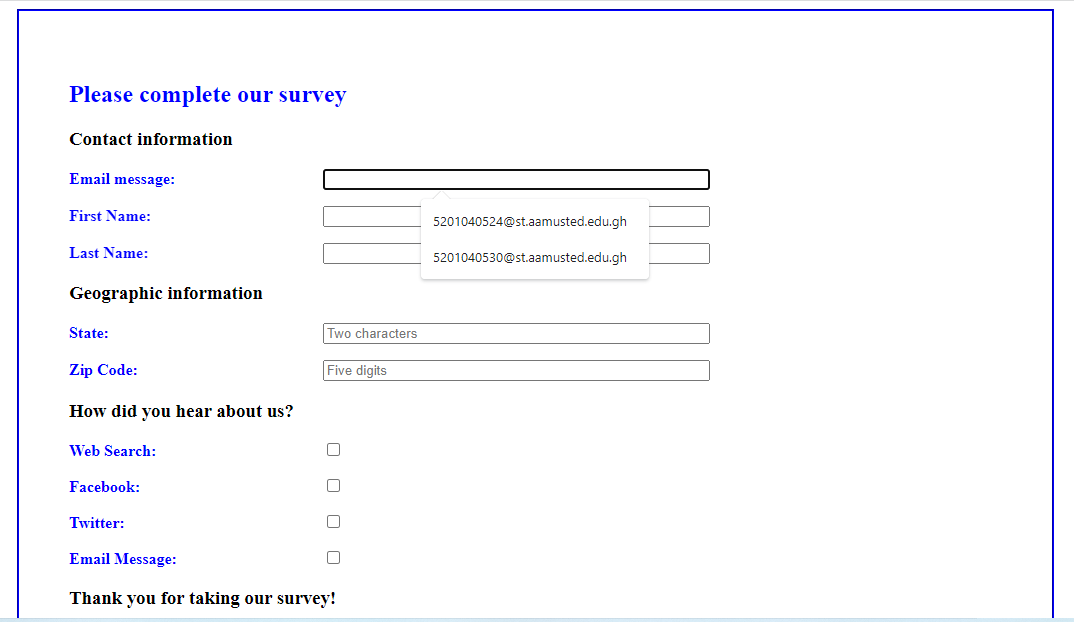 Please complete our survey
Contact information
Email message:
First Name:
5201040524@st.aamusted.edu.gh
Last Name:
5201040530@st.aamusted.edu.gh
Geographic information
State:
Two characters
Zip Code:
Five digits
How did you hear about us?
Web Search:
Facebook:
Twitter:
Email Message:
Thank you for taking our survey!